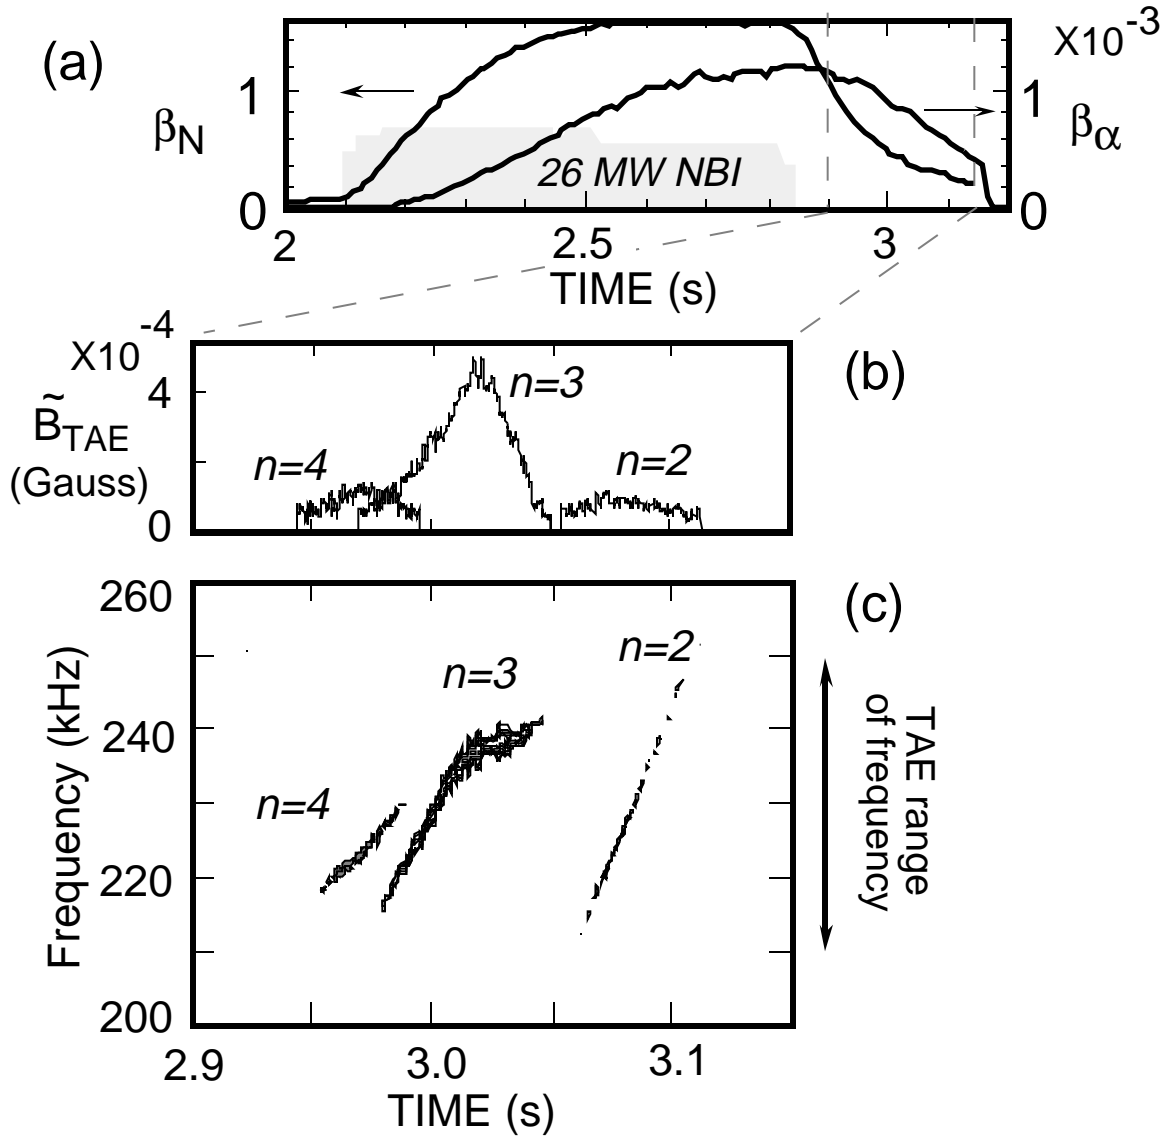 (a)
X10-3
1
1
βN
βα
26 MW NBI
0
0
2
2.5
3
TIME (s)
X10-4
(b)
4
n=3
B̃TAE
(Gauss)
n=4
n=2
0
260
(c)
n=2
n=3
240
Frequency (kHz)
TAE range
of frequency
n=4
220
200
2.9
3.0
3.1
TIME (s)